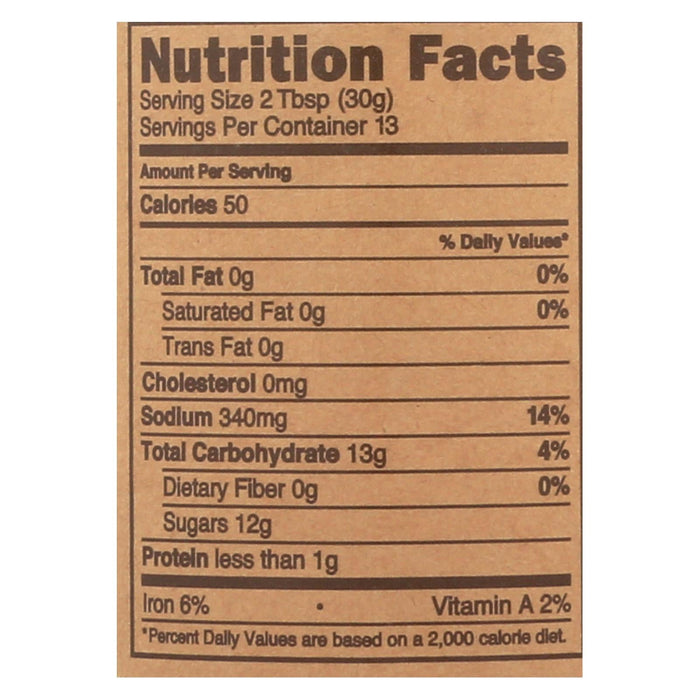 Nutrition Facts
Serving Size 2 Tbsp (30g)
Servings Per Container 13
Amount Per Serving
Calories 50
% Daily Values*
Total Fat 0g 0%
Saturated Fat 0g 0%
Trans Fat 0g
Cholesterol 0mg
Sodium 340mg 14%
Total Carbohydrate 13g 4%
Dietary Fiber 0g 0%
Sugars 12g
Protein less than 1g
Iron 6% • Vitamin A 2%
*Percent Daily Values are based on a 2,000 calorie diet.